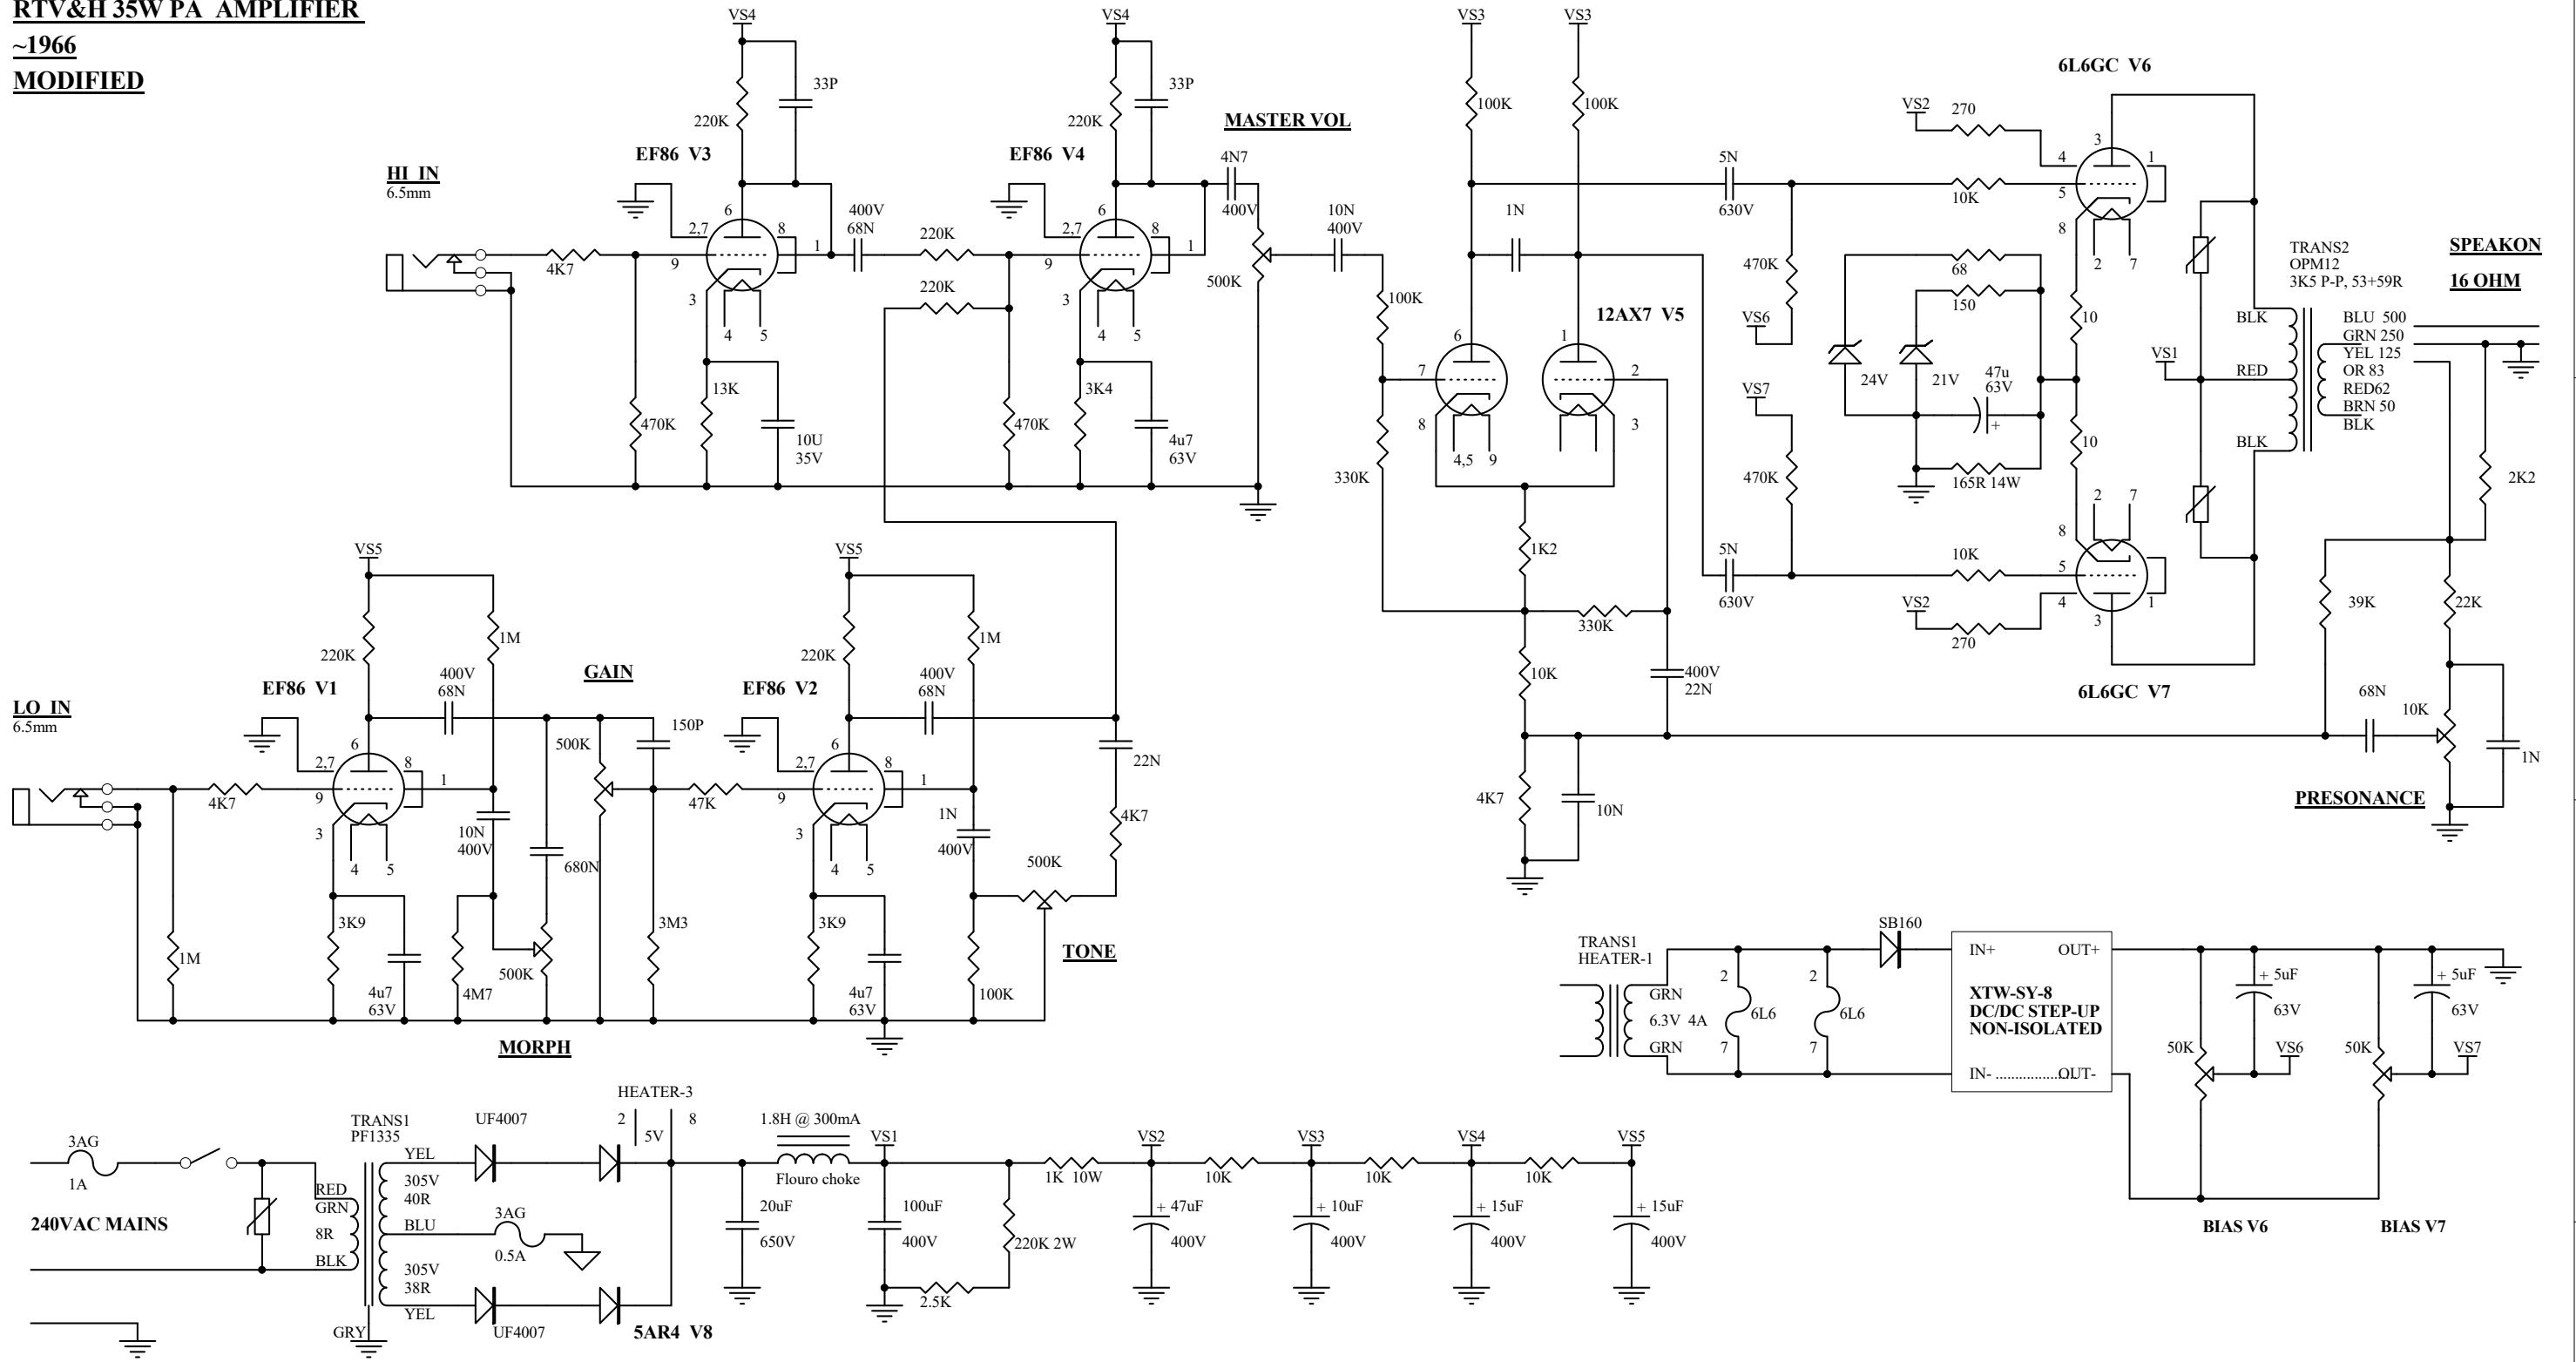 RTV&H 35W PA AMPLIFIER
~1966
MODIFIED
VS4
33P
220K
EF86 V3
HI IN
6.5mm
6
2,7
8
1
9
3
4
5
4K7
400V
68N
13K
470K
10U
35V
VS4
33P
220K
EF86 V4
220K
220K
6
2,7
8
1
9
3
4
5
3K4
470K
4u7
63V
MASTER VOL
4N7
400V
500K
10N
400V
100K
330K
VS3
VS3
100K
100K
1N
12AX7 V5
6
7
8
4,5
9
1
2
3
1K2
330K
10K
400V
22N
4K7
10N
5N
630V
5N
630V
470K
VS6
VS7
470K
6L6GC V6
VS2
270
10K
3
4
1
5
8
2
7
68
150
24V
21V
47u
63V
+
165R 14W
10
10
VS1
2
7
8
5
4
3
1
10K
VS2
270
6L6GC V7
TRANS2
OPM12
3K5 P-P, 53+59R
SPEAKON
16 OHM
BLK
RED
BLK
BLU 500
GRN 250
YEL 125
OR 83
RED62
BRN 50
BLK
2K2
39K
22K
68N
10K
1N
PRESONANCE
VS5
1M
220K
EF86 V1
LO IN
6.5mm
400V
68N
GAIN
500K
150P
6
2,7
8
1
9
3
4
5
4K7
10N
400V
680N
47K
3K9
1M
4u7
63V
4M7
500K
3M3
MORPH
VS5
1M
220K
EF86 V2
400V
68N
6
2,7
8
1
9
3
4
5
1N
400V
22N
4K7
500K
3K9
4u7
63V
100K
TONE
TRANS1
HEATER-1
GRN
6.3V 4A
GRN
2
6L6
7
2
6L6
7
SB160
IN+ OUT+
XTW-SY-8
DC/DC STEP-UP
NON-ISOLATED
IN- ...................OUT-
50K
+ 5uF
63V
VS6
50K
+ 5uF
63V
VS7
BIAS V6
BIAS V7
3AG
1A
240VAC MAINS
TRANS1
PF1335
RED
GRN
8R
BLK
GRY
YEL
305V
40R
BLU
305V
38R
YEL
UF4007
3AG
0.5A
UF4007
HEATER-3
2
5V
8
5AR4 V8
1.8H @ 300mA
Flouro choke
20uF
650V
VS1
100uF
400V
220K 2W
2.5K
1K 10W
VS2
+ 47uF
400V
10K
VS3
+ 10uF
400V
10K
VS4
+ 15uF
400V
10K
VS5
+ 15uF
400V